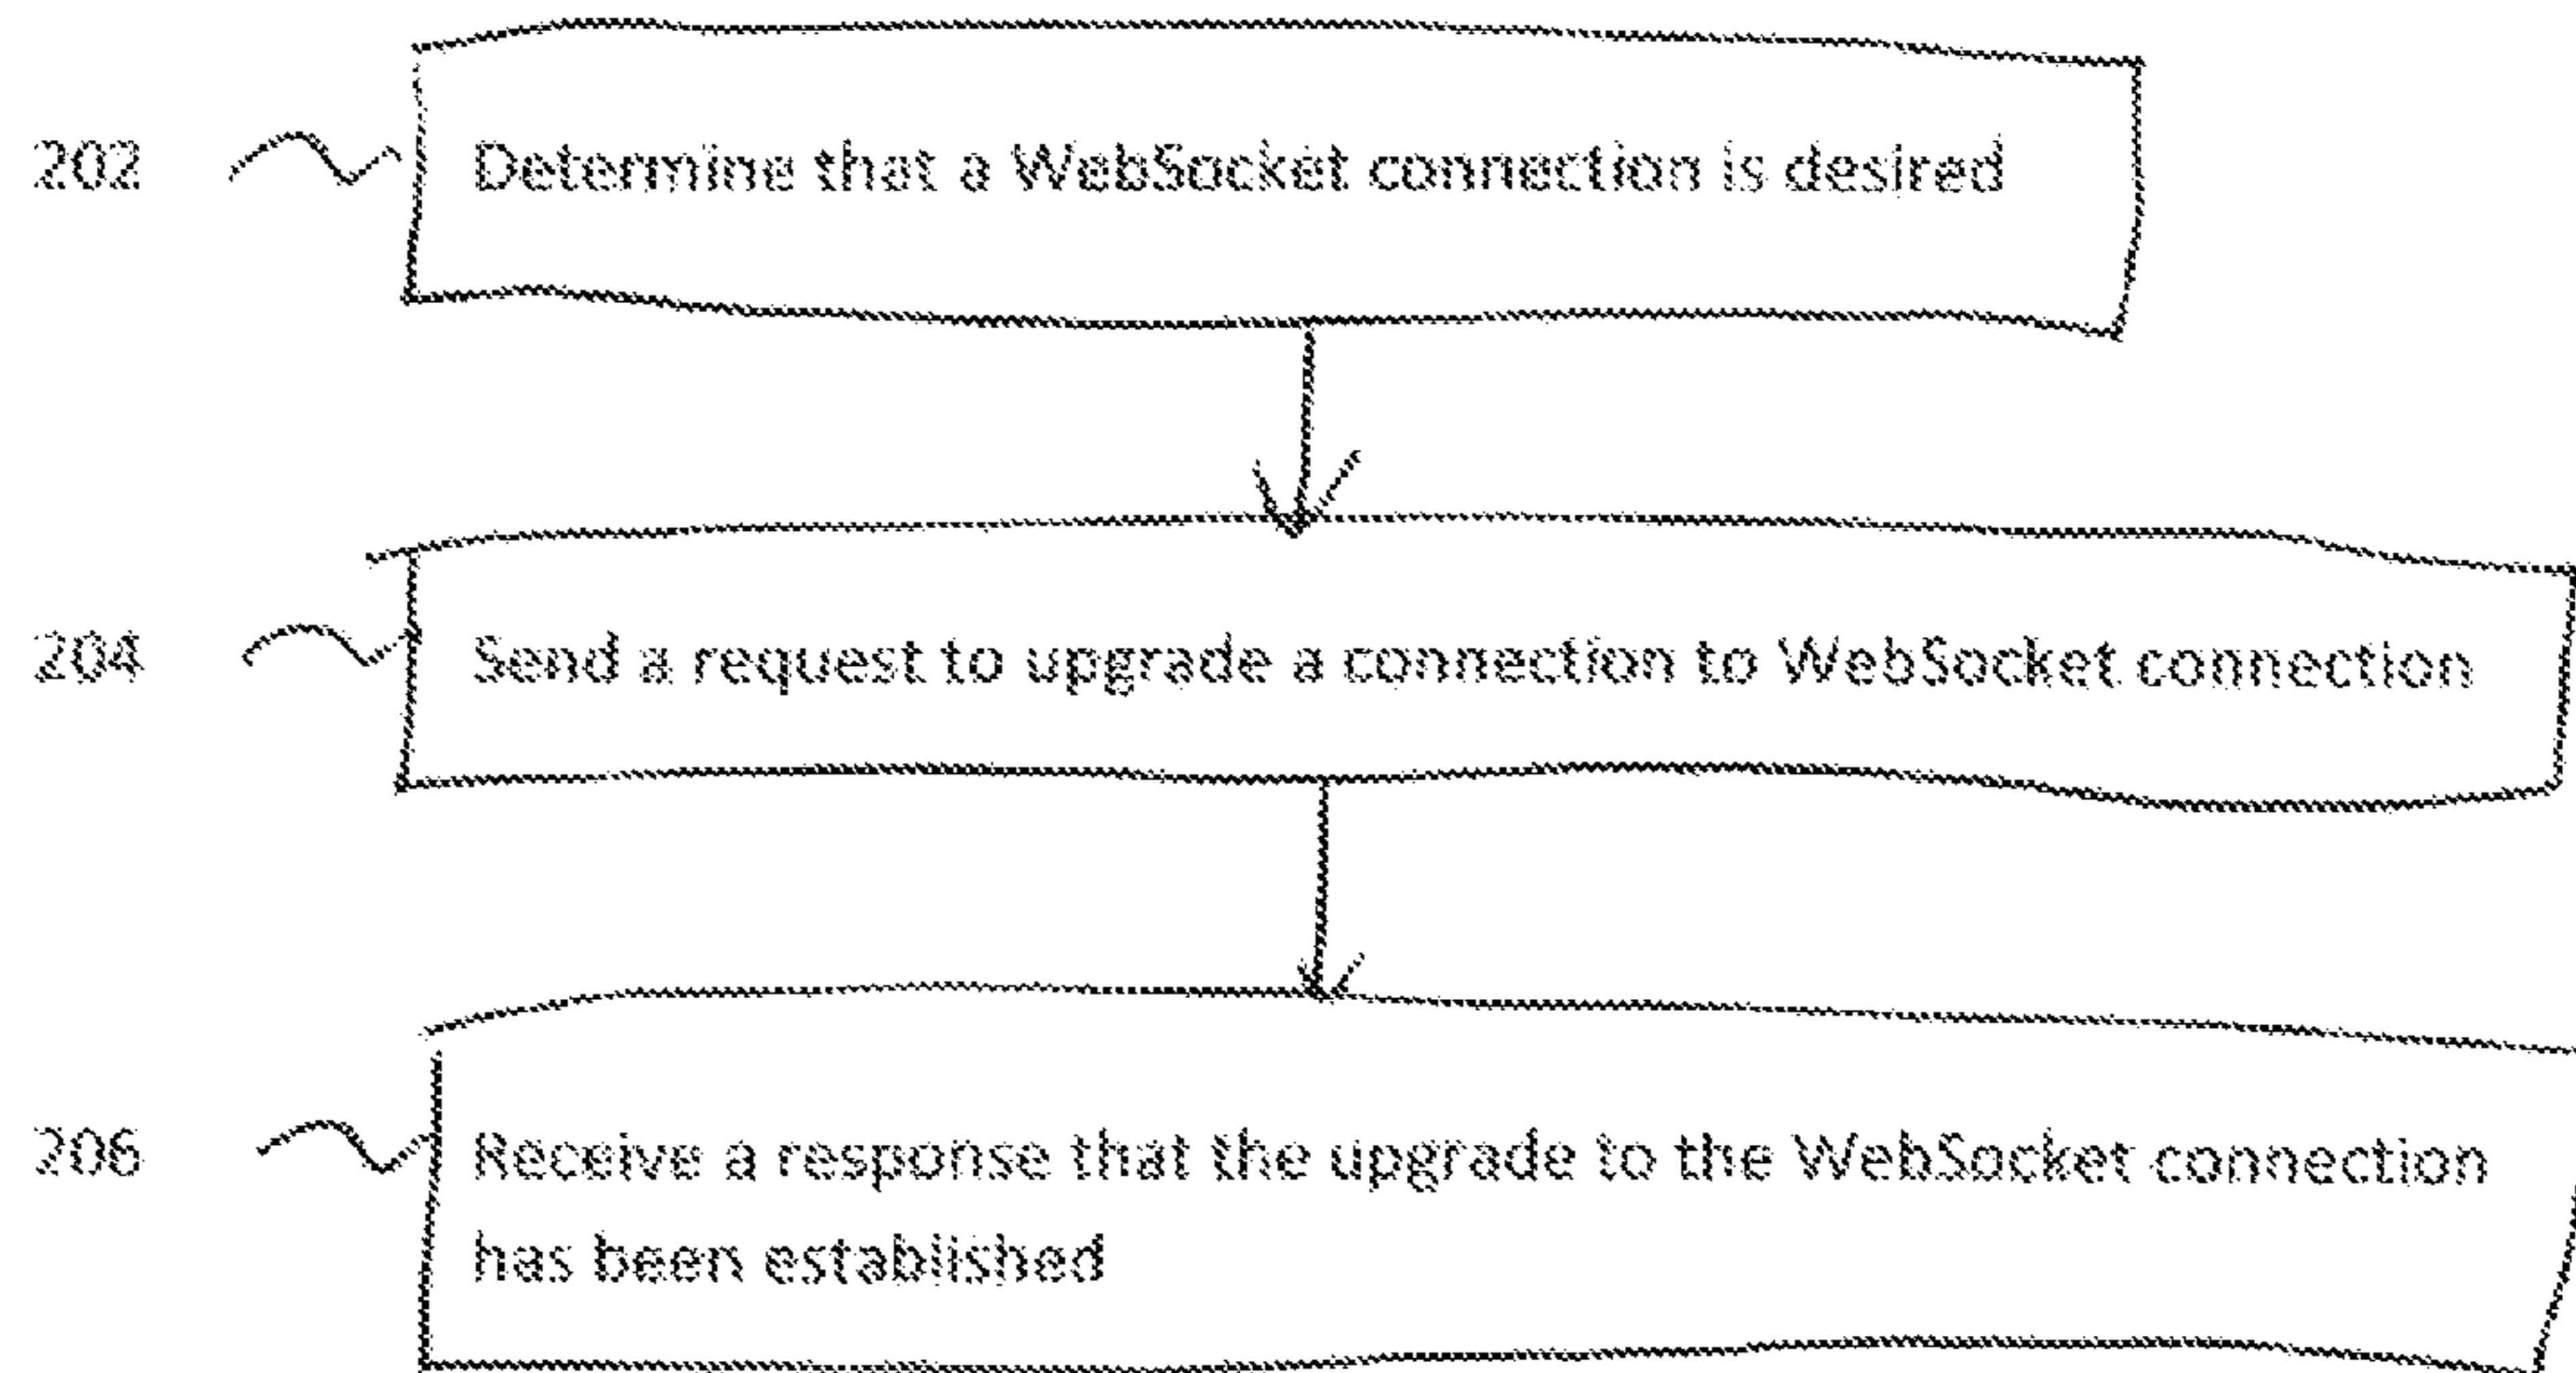 202 Determine that a WebSocket connection is desired
204 Send a request to upgrade a connection to WebSocket connection
206 Receive a response that the upgrade to the WebSocket connection
has been established